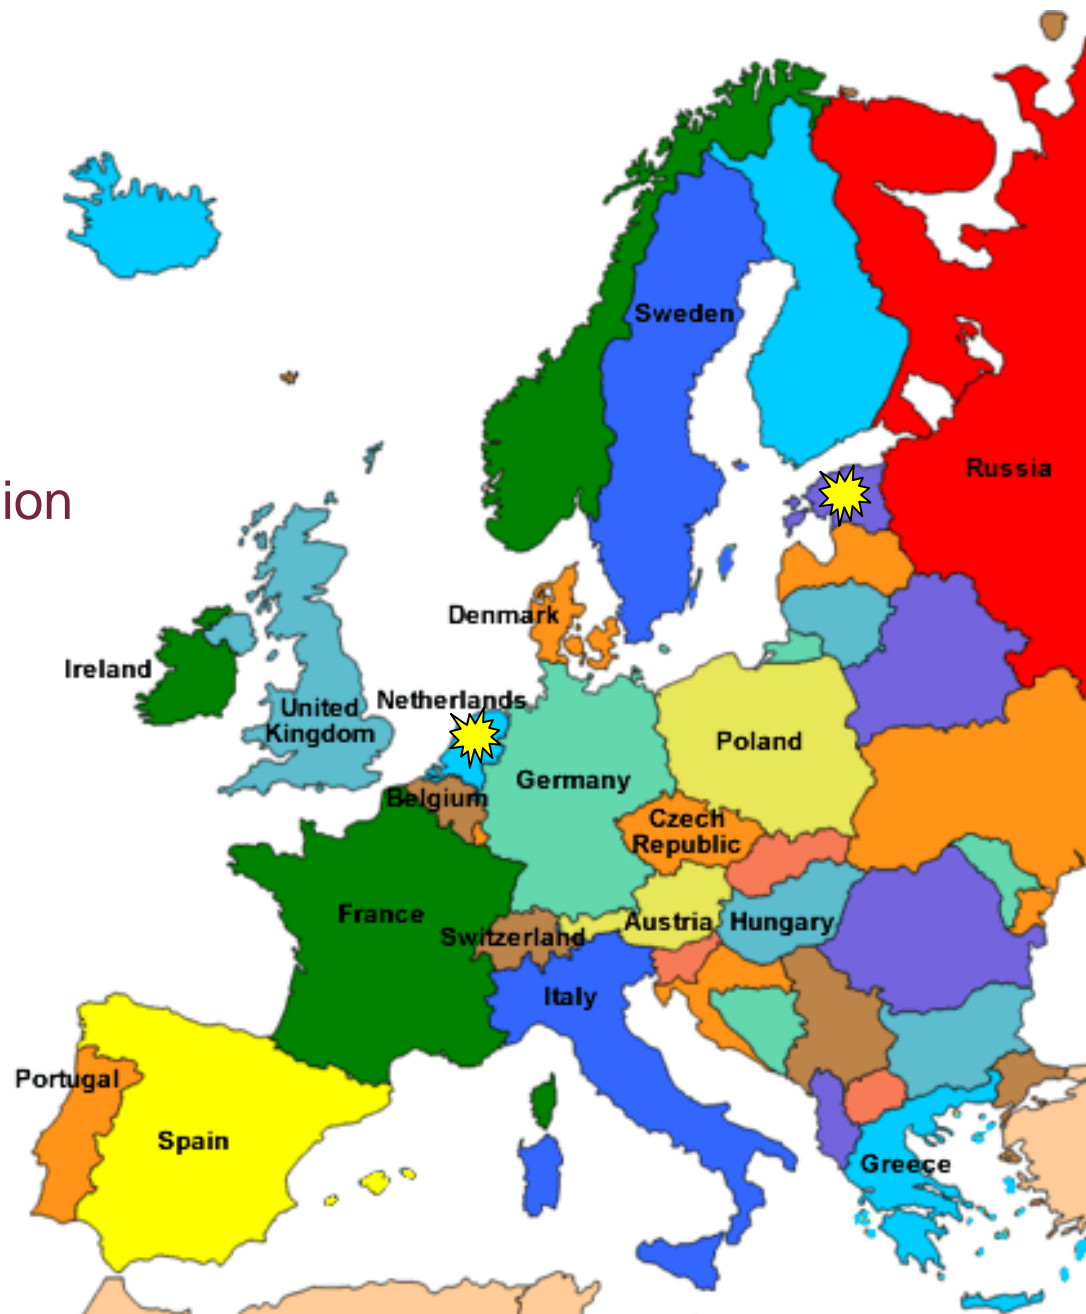 Sweden
Russia
ion
Denmark
Ireland
Netherlands
United
Kingdom
Poland
Germany
Belgium
Czech
Republic
France
Austria
Hungary
Switzerland
Italy
Portugal
Spain
Greece